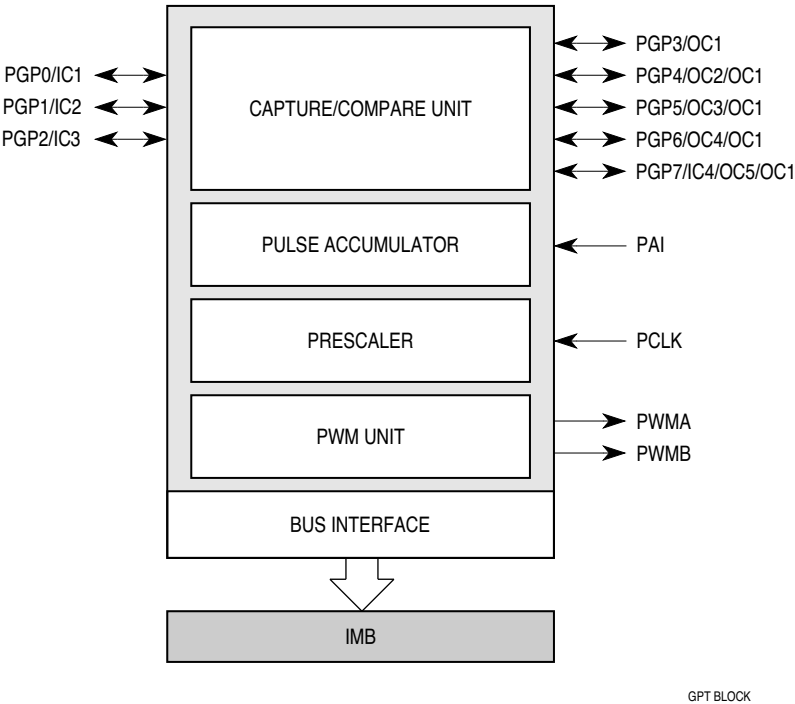 PGP0/IC1
PGP1/IC2
PGP2/IC3
CAPTURE/COMPARE UNIT
PGP3/OC1
PGP4/OC2/OC1
PGP5/OC3/OC1
PGP6/OC4/OC1
PGP7/IC4/OC5/OC1
PULSE ACCUMULATOR
PAI
PRESCALER
PCLK
PWM UNIT
PWMA
PWMB
BUS INTERFACE
IMB
GPT BLOCK